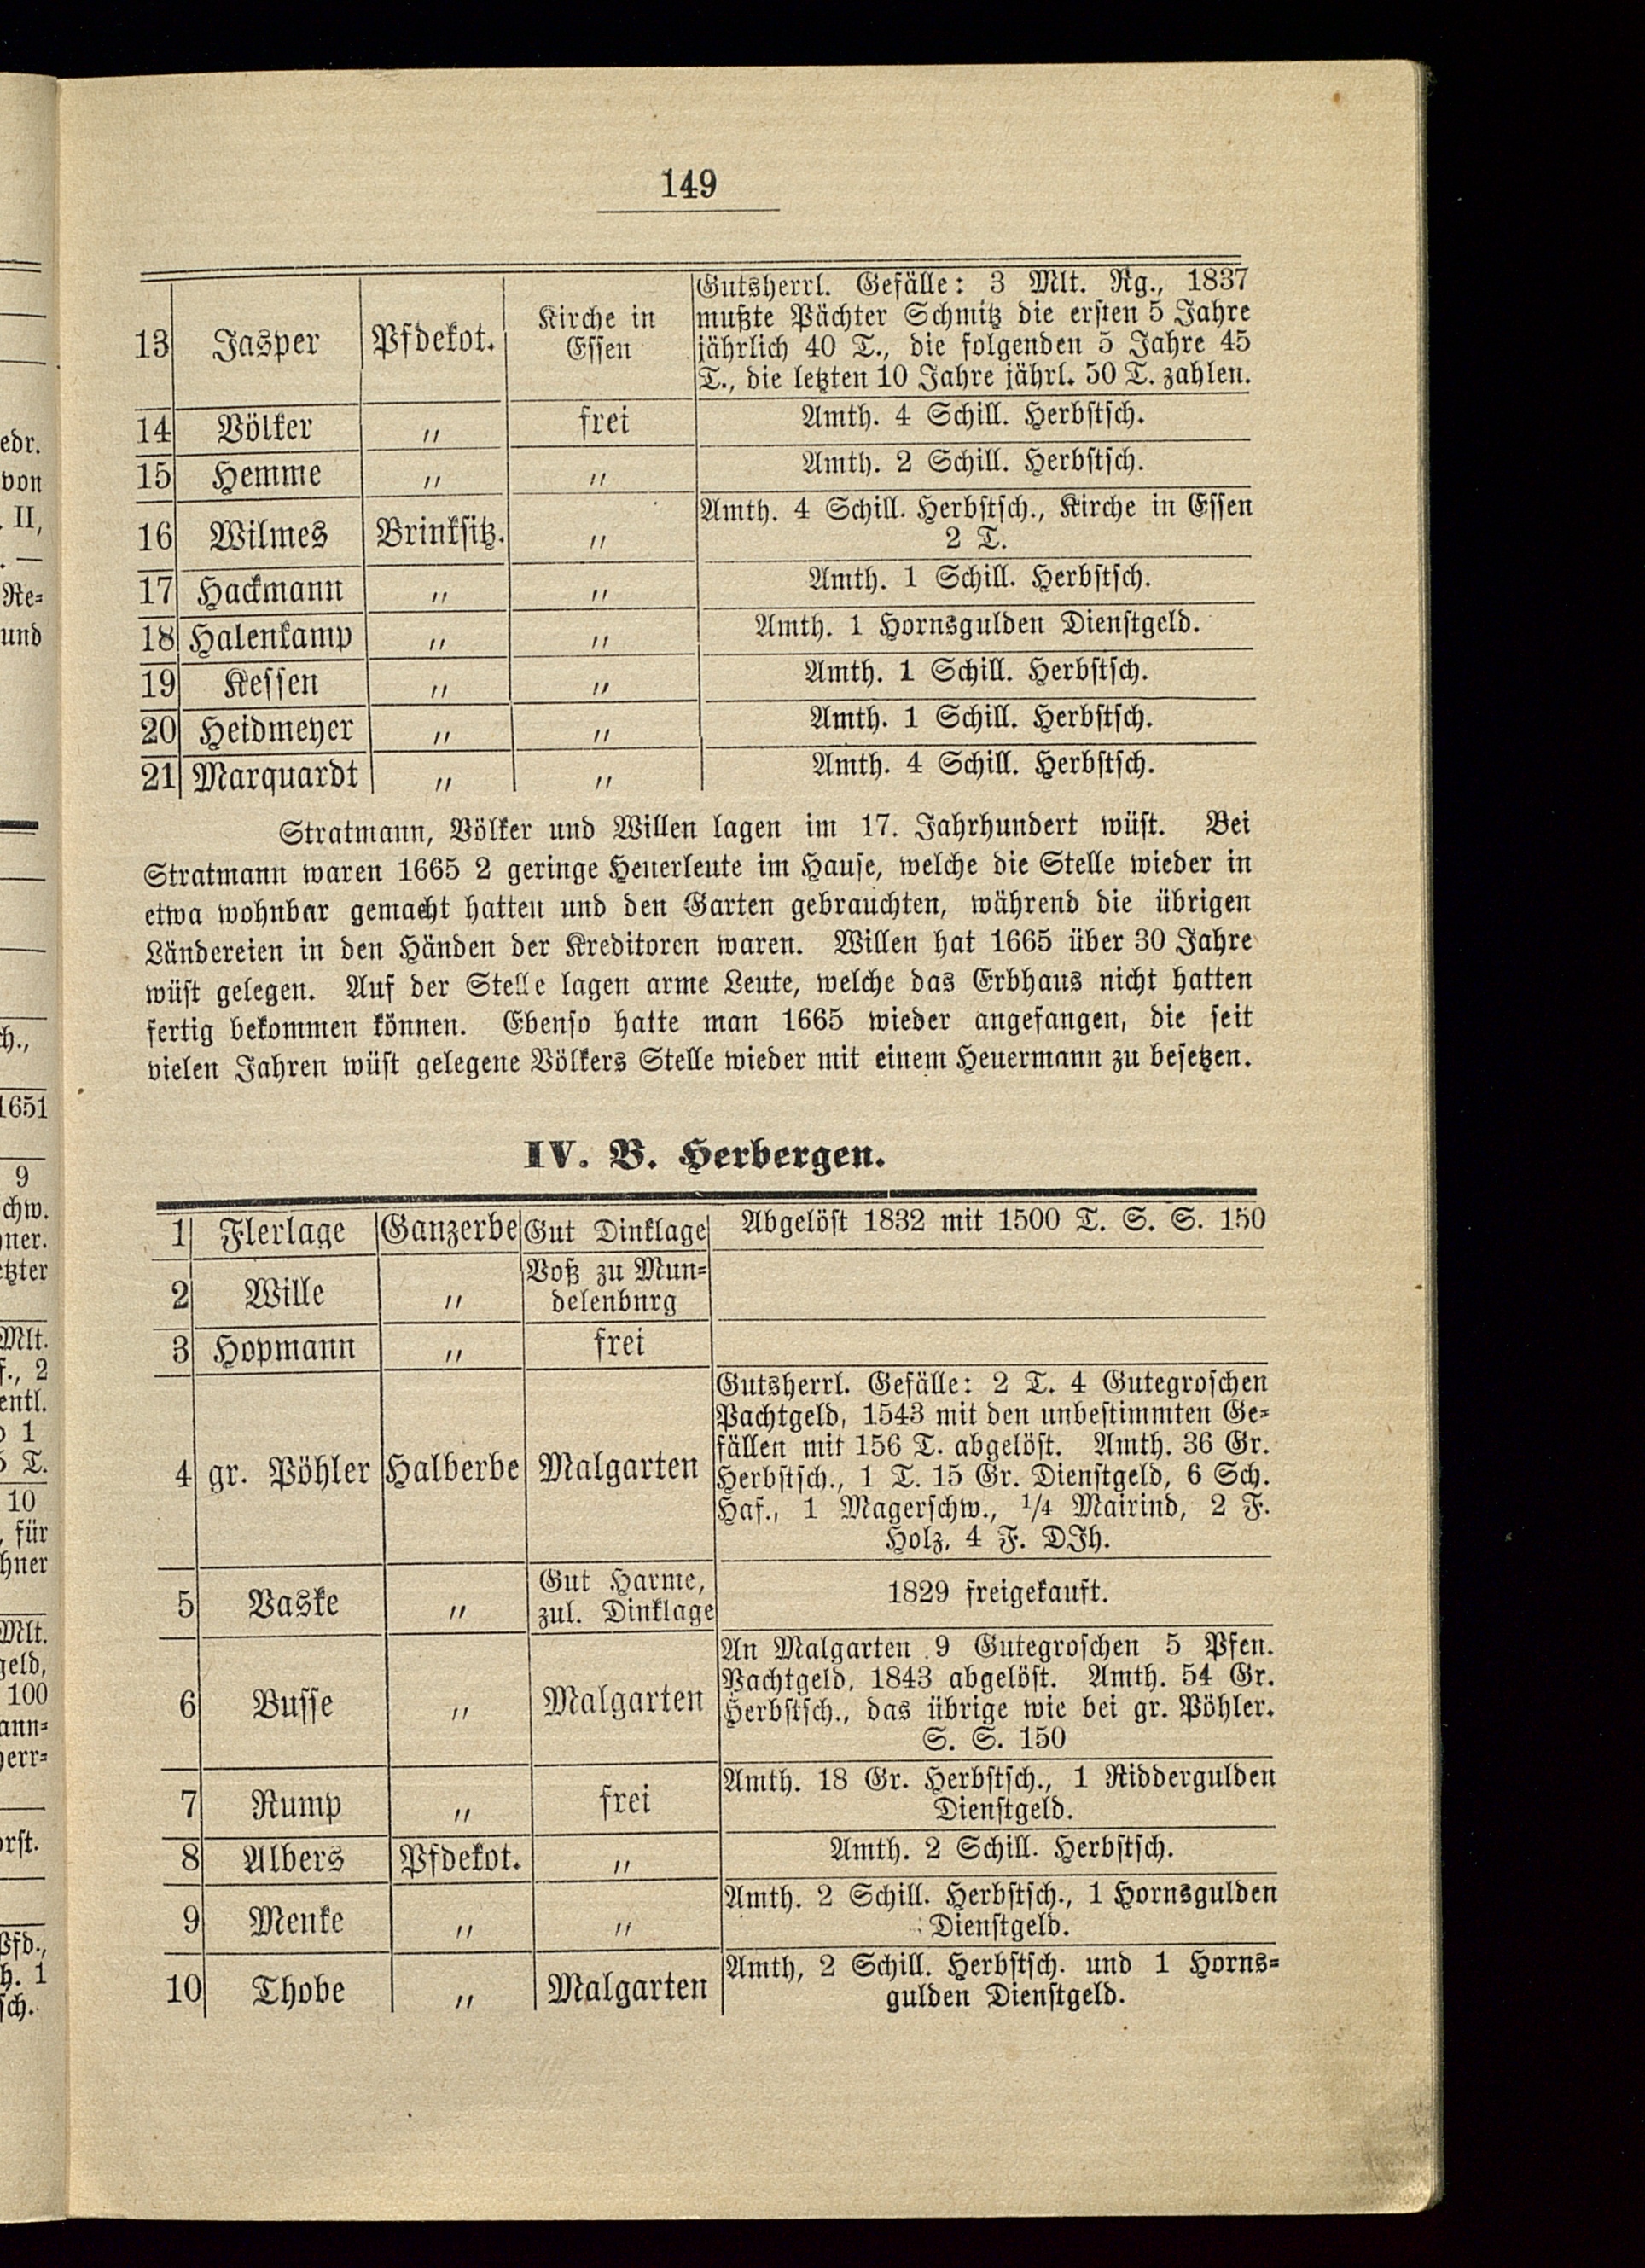 149
13 Jasper Pfdekot. Kirche in Essen Gutsherrl. Gefälle: 3 Mlt. Rg., 1837
mußte Pächter Schmitz die ersten 5 Jahre
jährlich 40 T., die folgenden 5 Jahre 45
T., die letzten 10 Jahre jährl. 50 T. zahlen.
14 Völker " frei Amth. 4 Schill. Herbstsch.
15 Hemme " " Amth. 2 Schill. Herbstsch.
16 Wilmes Brinksitz. " Amth. 4 Schill. Herbstsch., Kirche in Essen
2 T.
17 Hackmann " " Amth. 1 Schill. Herbstsch.
18 Halenkamp " " Amth. 1 Hornsgulden Dienstgeld.
19 Kessen " " Amth. 1 Schill. Herbstsch.
20 Heidmeyer " " Amth. 1 Schill. Herbstsch.
21 Marquardt " " Amth. 4 Schill. Herbstsch.
Stratmann, Völker und Willen lagen im 17. Jahrhundert wüst. Bei
Stratmann waren 1665 2 geringe Heuerleute im Hause, welche die Stelle wieder in
etwa wohnbar gemacht hatten und den Garten gebrauchten, während die übrigen
Ländereien in den Händen der Kreditoren waren. Willen hat 1665 über 30 Jahre
wüst gelegen. Auf der Stelle lagen arme Leute, welche das Erbhaus nicht hatten
fertig bekommen können. Ebenso hatte man 1665 wieder angefangen, die seit
vielen Jahren wüst gelegene Völkers Stelle wieder mit einem Heuermann zu besetzen.
IV. B. Herbergen.
1 Flerlage Ganzerbe Gut Dinklage Abgelöst 1832 mit 1500 T. S. S. 150
2 Wille " Voß zu Mun-
delenburg
3 Hopmann " frei
4 gr. Pöhler Halberbe Malgarten Gutsherrl. Gefälle: 2 T. 4 Gutegroschen
Pachtgeld, 1543 mit den unbestimmten Ge-
fällen mit 156 T. abgelöst. Amth. 36 Gr.
Herbstsch., 1 T. 15 Gr. Dienstgeld, 6 Sch.
Haf., 1 Magerschw., 1/4 Mairind, 2 F.
Holz, 4 F. DJh.
5 Vaske " Gut Harme,
zul. Dinklage 1829 freigekauft.
6 Busse " Malgarten An Malgarten 9 Gutegroschen 5 Pfen.
Pachtgeld, 1843 abgelöst. Amth. 54 Gr.
Herbstsch., das übrige wie bei gr. Pöhler.
S. S. 150
7 Rump " frei Amth. 18 Gr. Herbstsch., 1 Riddergulden
Dienstgeld.
8 Albers Pfdekot. " Amth. 2 Schill. Herbstsch.
9 Menke " " Amth. 2 Schill. Herbstsch., 1 Hornsgulden
Dienstgeld.
10 Thobe " Malgarten Amth, 2 Schill. Herbstsch. und 1 Horns-
gulden Dienstgeld.